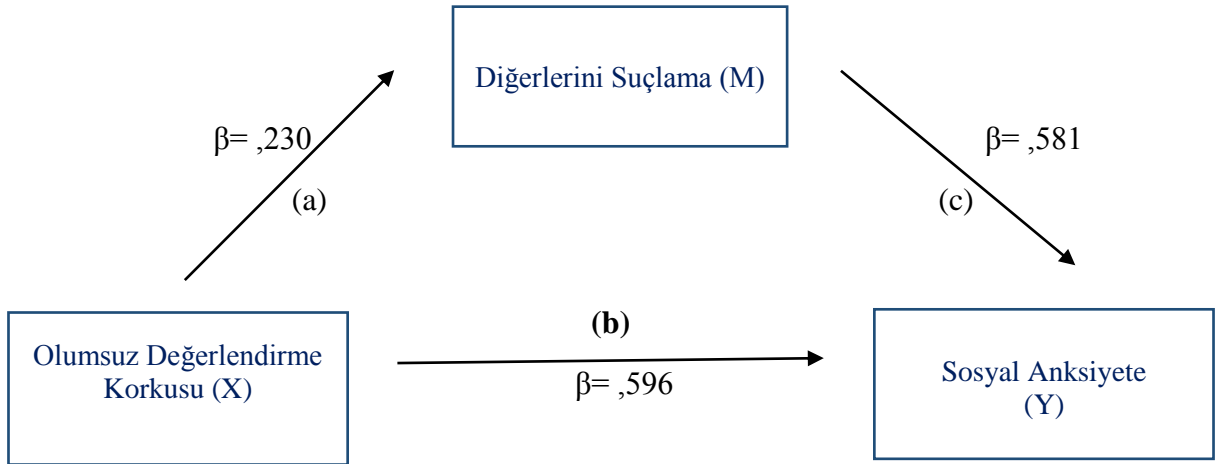 Diğerlerini Suçlama (M)
β= ,230
β= ,581
(a)
(c)
(b)
Olumsuz Değerlendirme
Korkusu (X)
β= ,596
Sosyal Anksiyete
(Y)